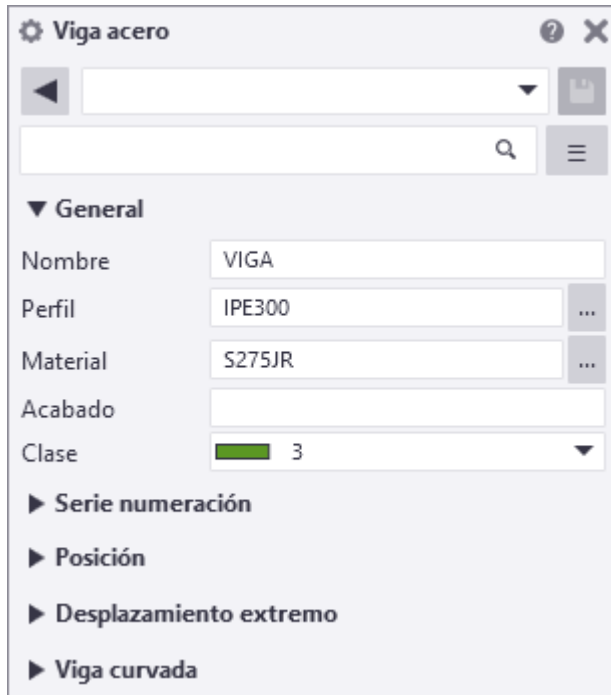 Viga acero
General
Nombre VIGA
Perfil IPE300 ...
Material S275JR ...
Acabado
Clase 3
Serie numeración
Posición
Desplazamiento extremo
Viga curvada